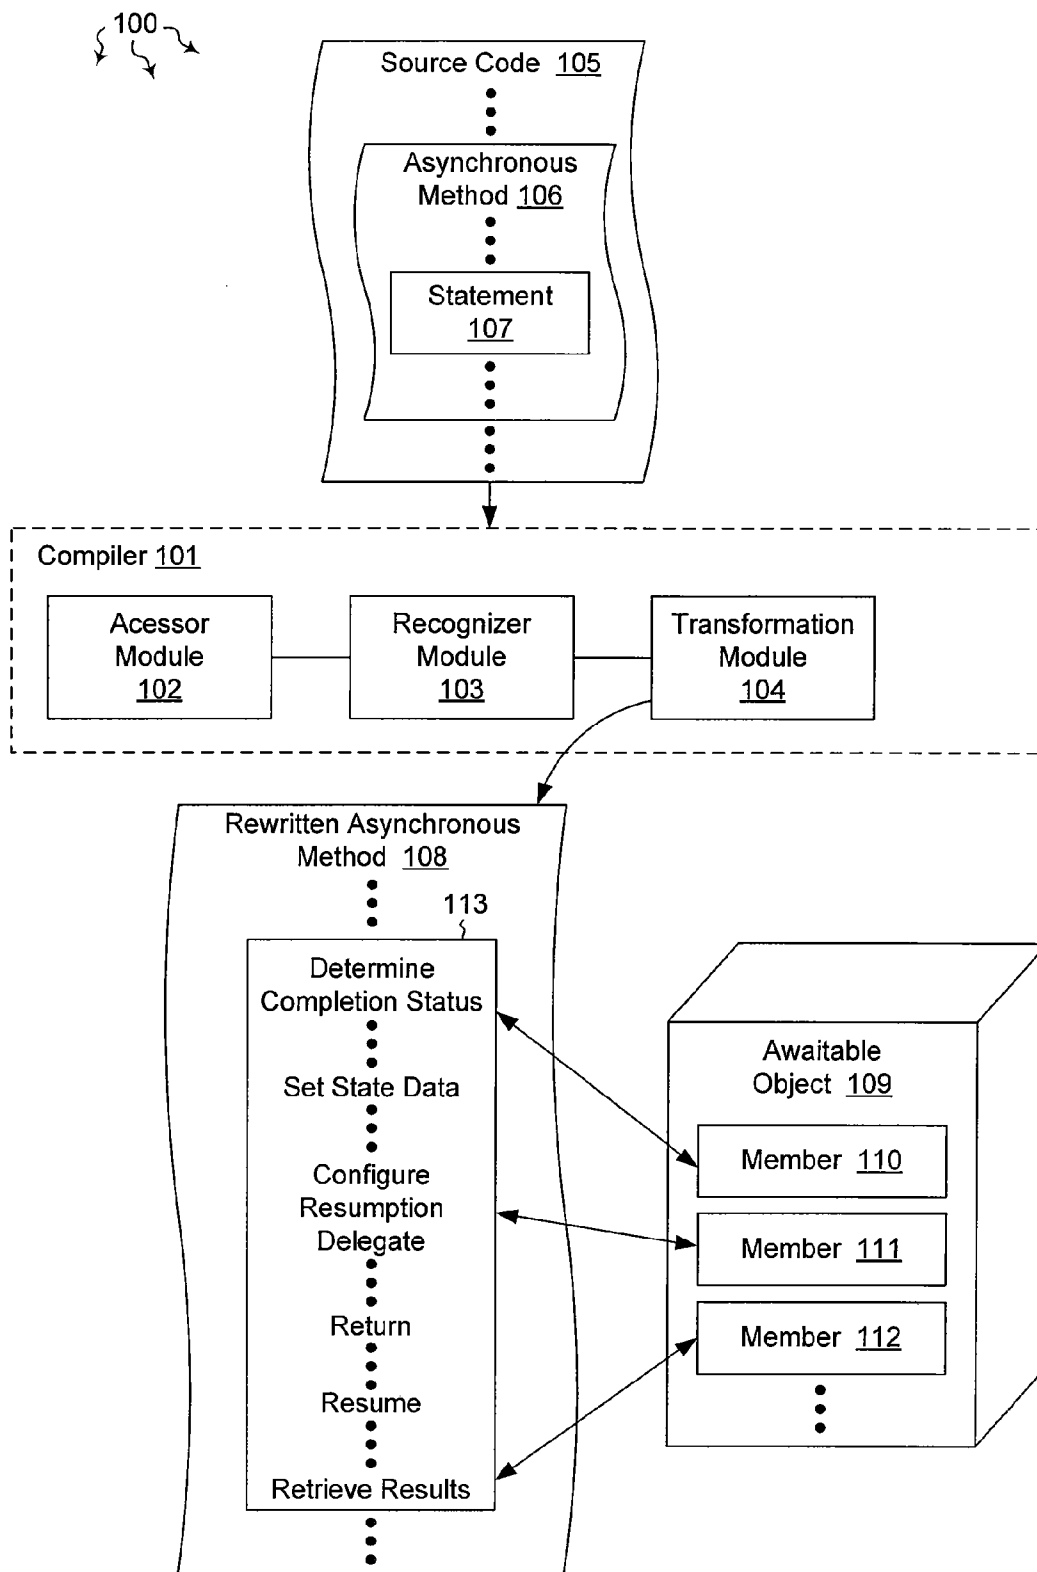 100
Source Code 105
Asynchronous
Method 106
Statement
107
Compiler 101
Acessor
Module
102
Recognizer
Module
103
Transformation
Module
104
Rewritten Asynchronous
Method 108
113
Determine
Completion Status
Set State Data
Configure
Resumption
Delegate
Return
Resume
Retrieve Results
Awaitable
Object 109
Member 110
Member 111
Member 112